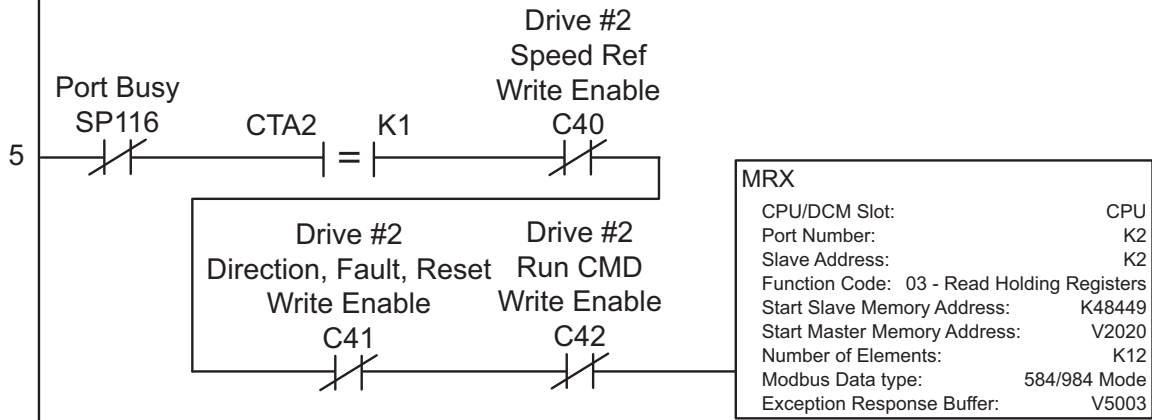 Drive #2
Speed Ref
Write Enable
Port Busy
SP116
CTA2 = K1
C40
5
Drive #2
Direction, Fault, Reset
Write Enable
C41
Drive #2
Run CMD
Write Enable
C42
MRX
CPU/DCM Slot: CPU
Port Number: K2
Slave Address: K2
Function Code: 03 - Read Holding Registers
Start Slave Memory Address: K48449
Start Master Memory Address: V2020
Number of Elements: K12
Modbus Data type: 584/984 Mode
Exception Response Buffer: V5003